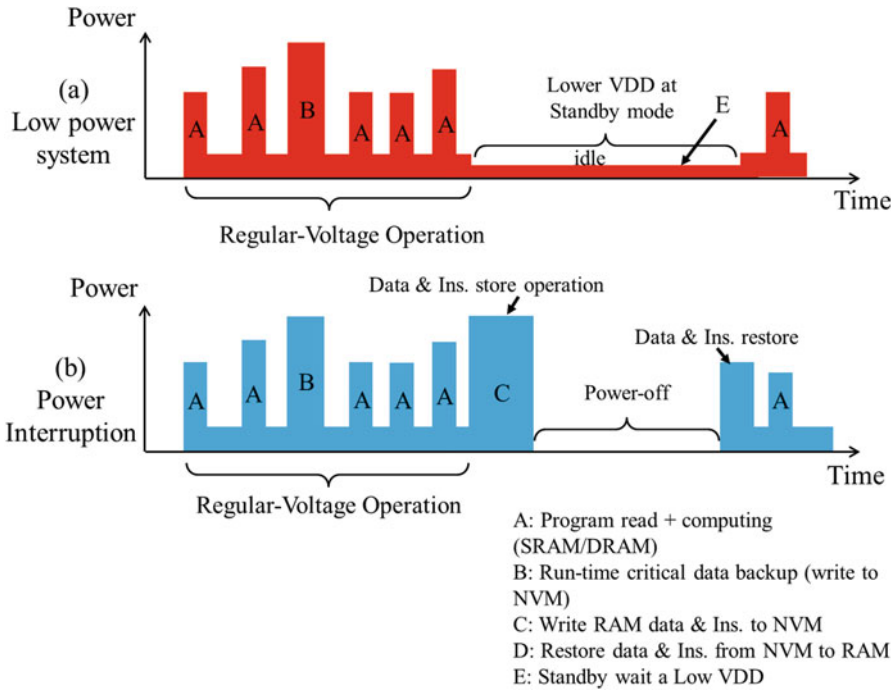 Power
(a)
Low power
system
A
A
B
A
A
A
Lower VDD at
Standby mode
E
idle
A
Time
Regular-Voltage Operation
Power
Data & Ins. store operation
(b)
Power
Interruption
A
A
B
A
A
A
C
Power-off
Data & Ins. restore
A
Time
Regular-Voltage Operation
A: Program read + computing
(SRAM/DRAM)
B: Run-time critical data backup (write to
NVM)
C: Write RAM data & Ins. to NVM
D: Restore data & Ins. from NVM to RAM
E: Standby wait a Low VDD